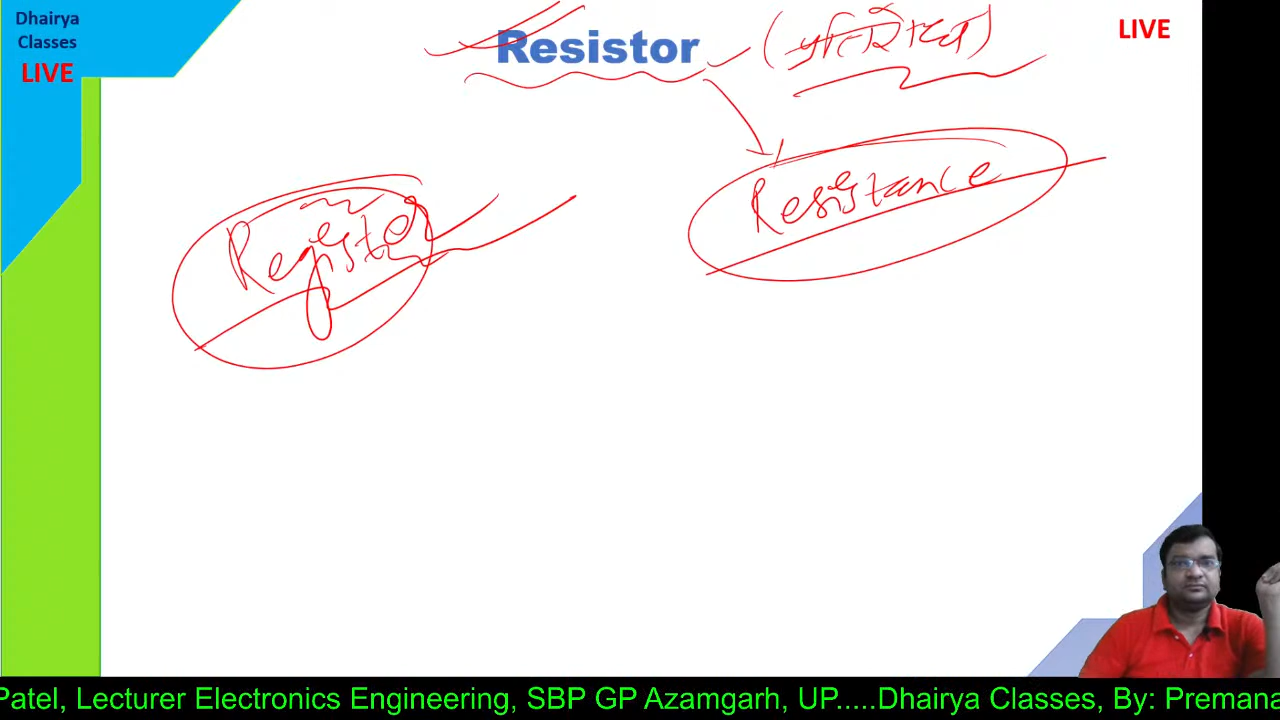 Dhairya
Classes
LIVE
Resistor
(प्रतिरोधक)
LIVE
Resistance
Register
Patel, Lecturer Electronics Engineering, SBP GP Azamgarh, UP.....Dhairya Classes, By: Premana